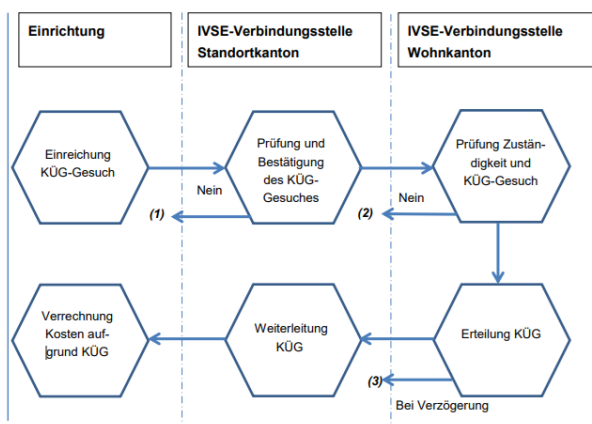 Einrichtung
IVSE-Verbindungsstelle
Standortkanton
IVSE-Verbindungsstelle
Wohnkanton
Einreichung
KÜG-Gesuch
Prüfung und
Bestätigung
des KÜG-
Gesuches
Prüfung Zustän-
digkeit und
KÜG-Gesuch
Nein
(1)
Nein
(2)
Verrechnung
Kosten auf-
grund KÜG
Weiterleitung
KÜG
Erteilung KÜG
(3)
Bei Verzögerung